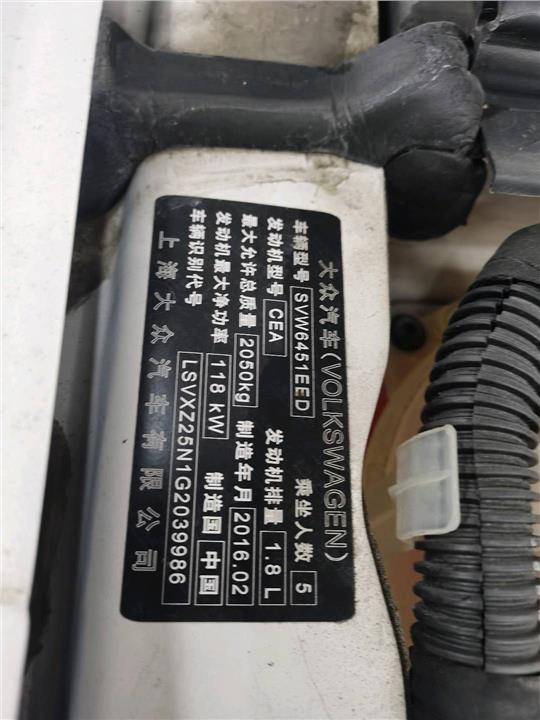 大众汽车(VOLKSWAGEN)
车辆型号 SVW6451EED 乘坐人数 5
发动机型号 CEA 发动机排量 1.8L
最大允许总质量 2050kg 制造年月 2016.02
发动机最大净功率 118 kW 制造国 中国
车辆识别代号 LSVXZ25N1G2039986
上海大众汽车有限公司